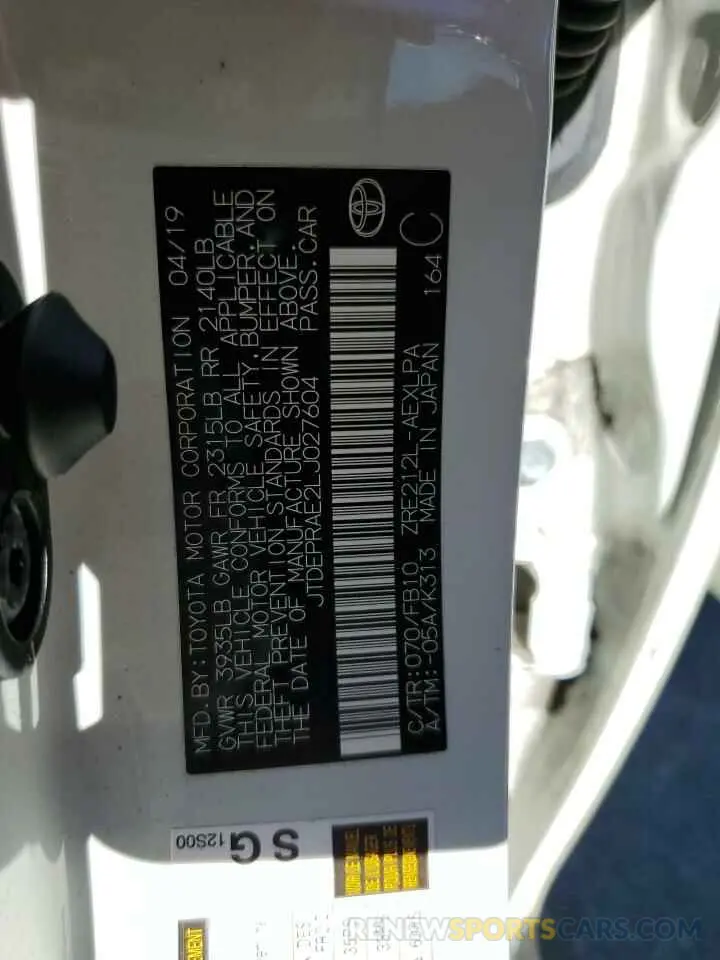 MFD.BY:TOYOTA MOTOR CORPORATION 04/19
GVWR 3935LB GAWR FR 2315LB RR 2140LB
THIS VEHICLE CONFORMS TO ALL APPLICABLE
FEDERAL MOTOR VEHICLE SAFETY,BUMPER,AND
THEFT PREVENTION STANDARDS IN EFFECT ON
THE DATE OF MANUFACTURE SHOWN ABOVE.
JTDEPRAE2LJ027604 PASS.CAR
C/TR:070/FB10 ZRE212L-AEXLPA
A/TM:-05A/K313 MADE IN JAPAN 164 C
SG
12S00
RENEWSPORTSCARS.COM